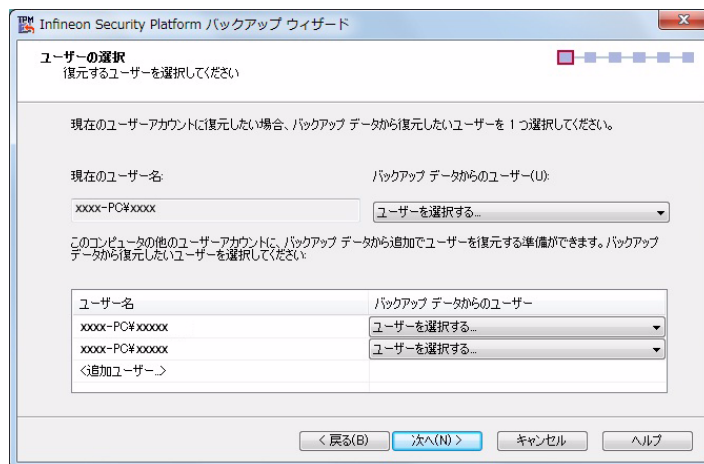 TPM Infineon Security Platform バックアップ ウィザード
ユーザーの選択
復元するユーザーを選択してください
現在のユーザーアカウントに復元したい場合、バックアップ データから復元したいユーザーを 1 つ選択してください。
現在のユーザー名: バックアップ データからのユーザー(U):
xxxx-PC¥xxxx ユーザーを選択する...
このコンピュータの他のユーザーアカウントに、バックアップ データから追加でユーザーを復元する準備ができます。バックアップ
データから復元したいユーザーを選択してください:
ユーザー名 バックアップ データからのユーザー
xxxx-PC¥xxxxx ユーザーを選択する...
xxxx-PC¥xxxxx ユーザーを選択する...
<追加ユーザー...>
< 戻る(B) 次へ(N) > キャンセル ヘルプ